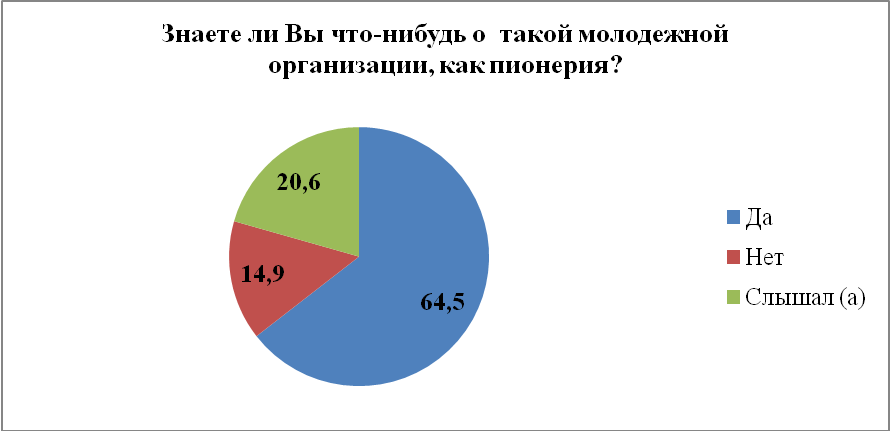 Знаете ли Вы что-нибудь о  такой молодежной
организации, как пионерия?
20,6
14,9
64,5
Да
Нет
Слышал (а)